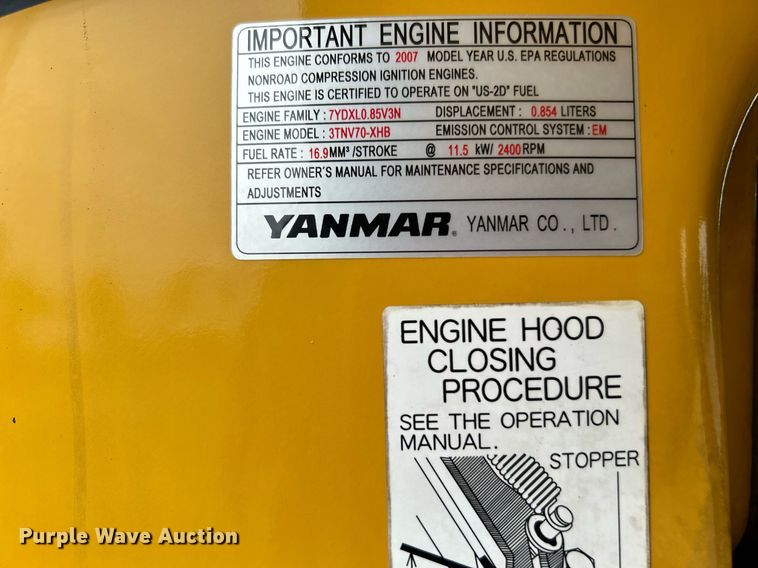 IMPORTANT ENGINE INFORMATION
THIS ENGINE CONFORMS TO 2007 MODEL YEAR U.S. EPA REGULATIONS
NONROAD COMPRESSION IGNITION ENGINES.
THIS ENGINE IS CERTIFIED TO OPERATE ON "US-2D" FUEL
ENGINE FAMILY : 7YDXL0.85V3N DISPLACEMENT : 0.854 LITERS
ENGINE MODEL : 3TNV70-XHB EMISSION CONTROL SYSTEM : EM
FUEL RATE : 16.9MM³ /STROKE @ 11.5 kW/ 2400RPM
REFER OWNER'S MANUAL FOR MAINTENANCE SPECIFICATIONS AND
ADJUSTMENTS
YANMAR® YANMAR CO., LTD.
ENGINE HOOD
CLOSING
PROCEDURE
SEE THE OPERATION
MANUAL.
STOPPER
Purple Wave Auction